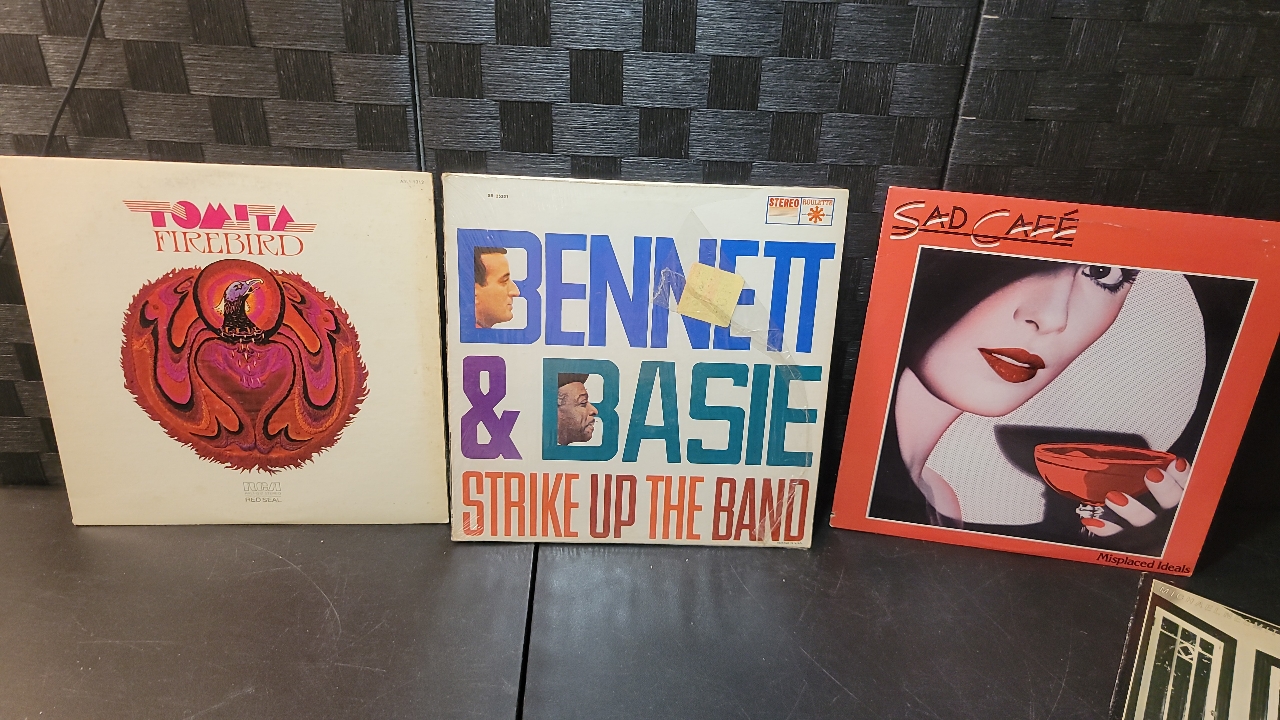 TOMITA
FIREBIRD
RCA
RED SEAL
STEREO
ROULETTE
BENNETT
& BASIE
STRIKE UP THE BAND
SAD CAFÉ
Misplaced Ideals